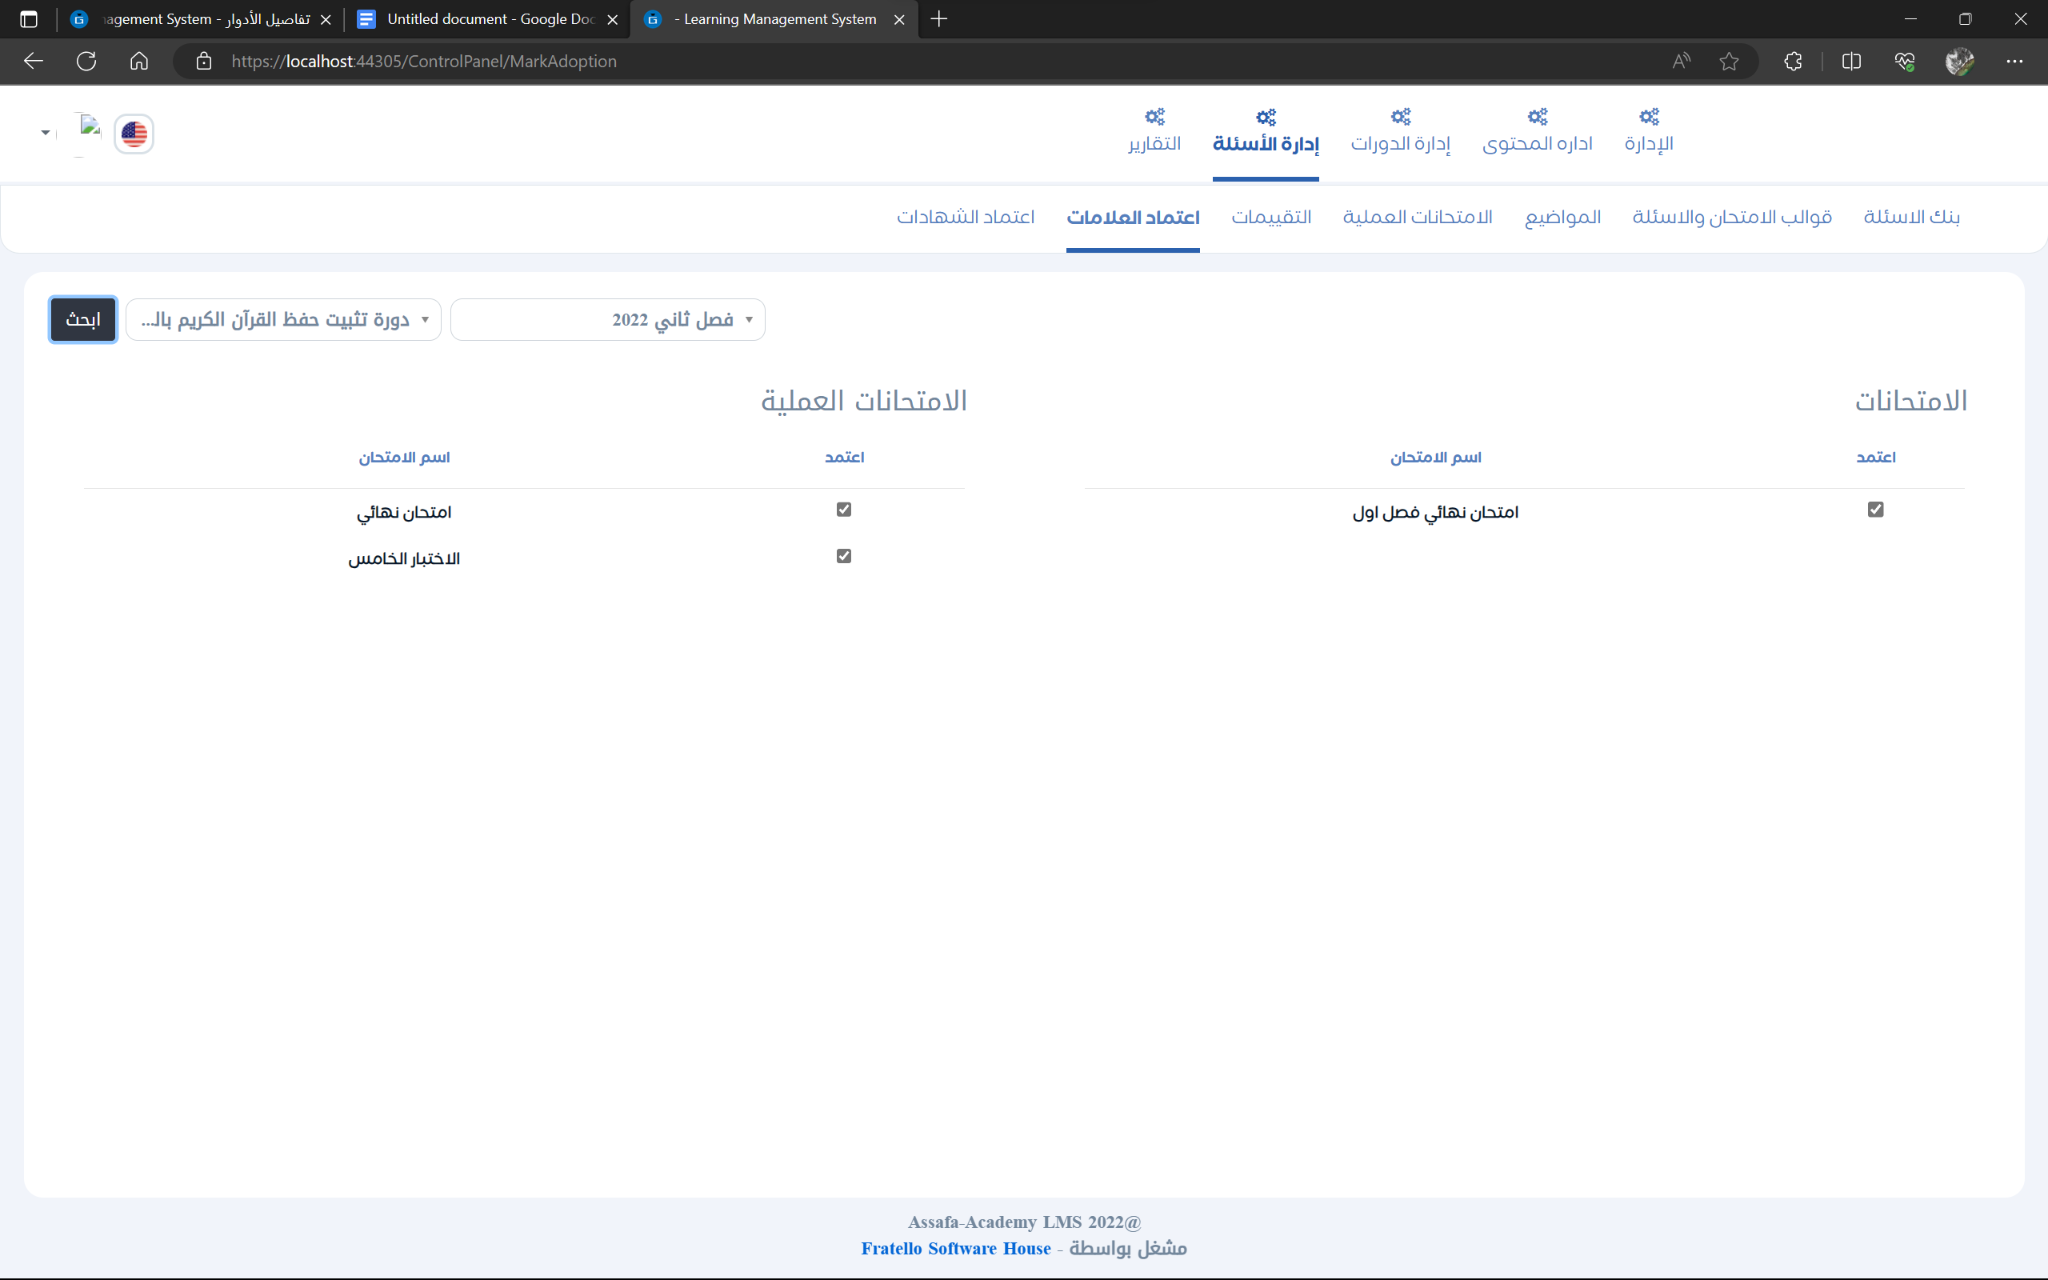 agement System - تفاصيل الأدوار
Untitled document - Google Doc
- Learning Management System
https://localhost:44305/ControlPanel/MarkAdoption
الإدارة
اداره المحتوى
إدارة الدورات
إدارة الأسئلة
التقارير
بنك الاسئلة
قوالب الامتحان والاسئلة
المواضيع
الامتحانات العملية
التقييمات
اعتماد العلامات
اعتماد الشهادات
فصل ثاني 2022
دورة تثبيت حفظ القرآن الكريم بال...
ابحث
الامتحانات
اعتمد اسم الامتحان
امتحان نهائي فصل اول
الامتحانات العملية
اعتمد اسم الامتحان
امتحان نهائي
الاختبار الخامس
Assafa-Academy LMS 2022@
مشغل بواسطة - Fratello Software House